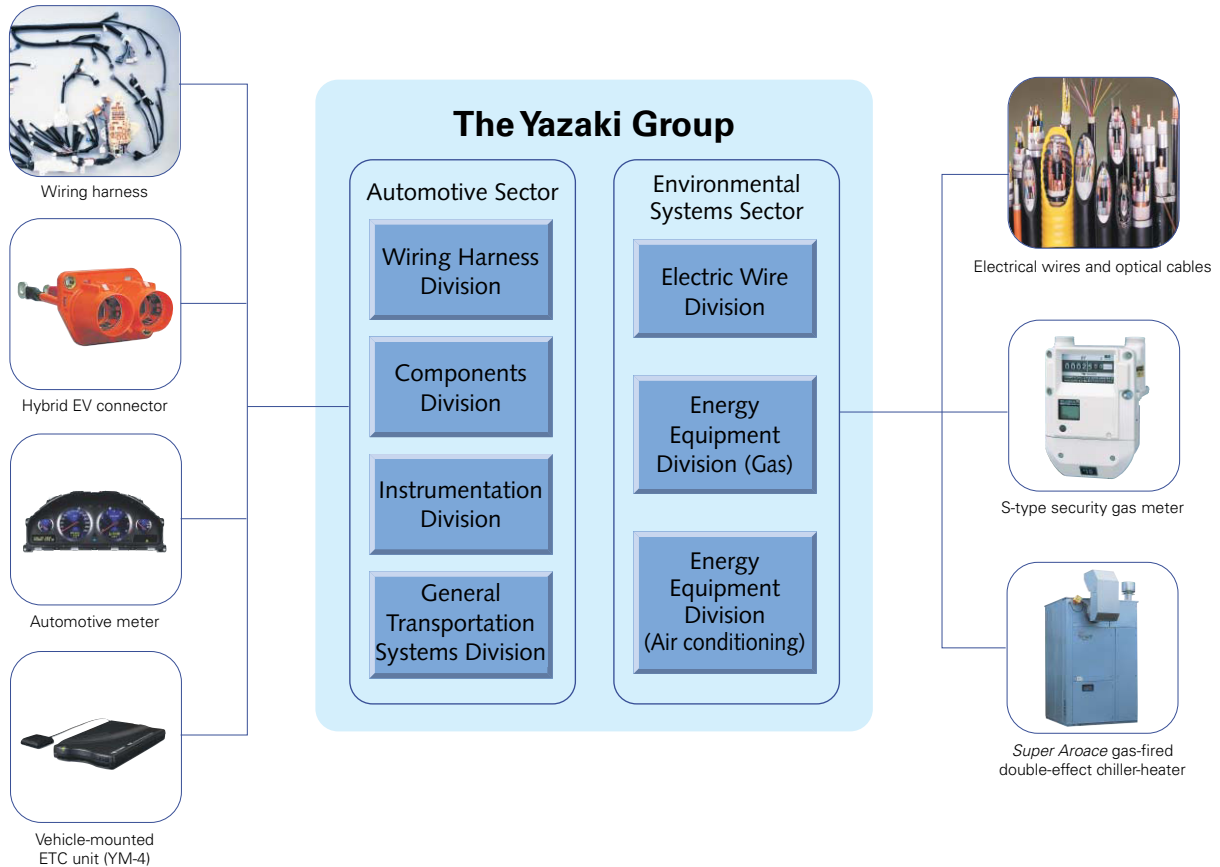 The Yazaki Group
Wiring harness
Hybrid EV connector
Automotive meter
Vehicle-mounted
ETC unit (YM-4)
Automotive Sector
Wiring Harness
Division
Components
Division
Instrumentation
Division
General
Transportation
Systems Division
Environmental
Systems Sector
Electric Wire
Division
Energy
Equipment
Division (Gas)
Energy
Equipment
Division
(Air conditioning)
Electrical wires and optical cables
S-type security gas meter
Super Aroace gas-fired
double-effect chiller-heater